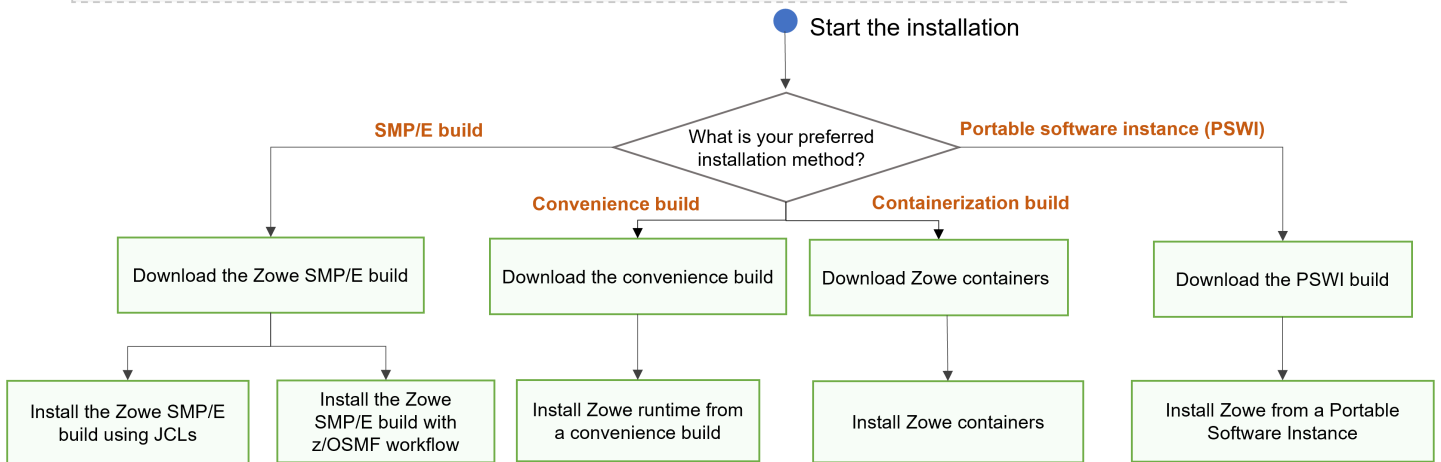 Start the installation
What is your preferred
installation method?
SMP/E build
Portable software instance (PSWI)
Convenience build
Containerization build
Download the Zowe SMP/E build
Download the convenience build
Download Zowe containers
Download the PSWI build
Install the Zowe SMP/E
build using JCLs
Install the Zowe
SMP/E build with
z/OSMF workflow
Install Zowe runtime from
a convenience build
Install Zowe containers
Install Zowe from a Portable
Software Instance